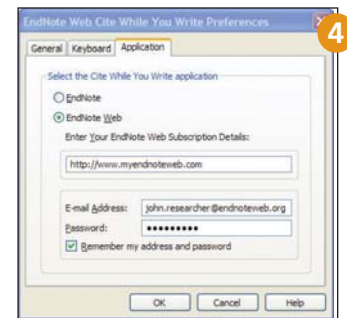 EndNote Web Cite While You Write Preferences
4
General Keyboard Application
Select the Cite While You Write application
EndNote
EndNote Web
Enter Your EndNote Web Subscription Details:
http://www.myendnoteweb.com
E-mail Address: john.researcher@endnoteweb.org
Password: •••••••••
Remember my address and password
OK Cancel Help